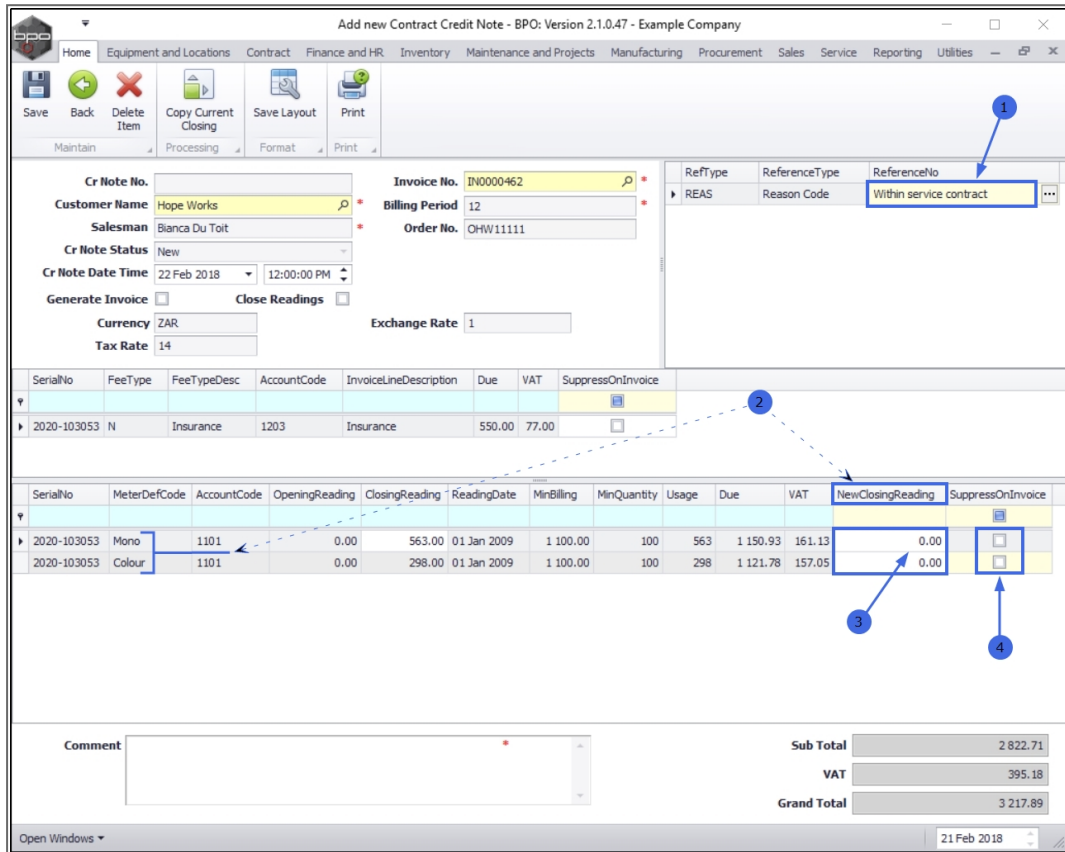 Add new Contract Credit Note - BPO: Version 2.1.0.47 - Example Company
bpo
Home Equipment and Locations Contract Finance and HR Inventory Maintenance and Projects Manufacturing Procurement Sales Service Reporting Utilities
Save Back Delete Item Copy Current Closing Save Layout Print
Maintain Processing Format Print
1
Cr Note No.
Invoice No. IN0000462 *
Customer Name Hope Works *
Billing Period 12 *
Salesman Bianca Du Toit *
Order No. OHW11111
Cr Note Status New
Cr Note Date Time 22 Feb 2018 12:00:00 PM
Generate Invoice Close Readings
Currency ZAR
Exchange Rate 1
Tax Rate 14
RefType ReferenceType ReferenceNo
REAS Reason Code Within service contract ...
SerialNo FeeType FeeTypeDesc AccountCode InvoiceLineDescription Due VAT SuppressOnInvoice
2020-103053 N Insurance 1203 Insurance 550.00 77.00
2
SerialNo MeterDefCode AccountCode OpeningReading ClosingReading ReadingDate MinBilling MinQuantity Usage Due VAT NewClosingReading SuppressOnInvoice
2020-103053 Mono 1101 0.00 563.00 01 Jan 2009 1 100.00 100 563 1 150.93 161.13 0.00
2020-103053 Colour 1101 0.00 298.00 01 Jan 2009 1 100.00 100 298 1 121.78 157.05 0.00
3
4
Comment *
Sub Total 2 822.71
VAT 395.18
Grand Total 3 217.89
Open Windows 21 Feb 2018